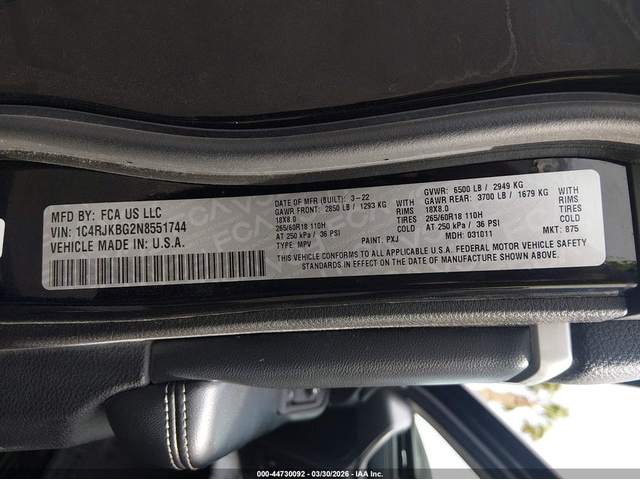 MFD BY: FCA US LLC
VIN: 1C4RJKBG2N8551744
VEHICLE MADE IN: U.S.A.
DATE OF MFR (BUILT): 3-22
GAWR FRONT: 2850 LB / 1293 KG WITH
18X8.0 RIMS
265/60R18 110H TIRES
AT 250 kPa / 36 PSI COLD
TYPE: MPV PAINT: PXJ
GVWR: 6500 LB / 2949 KG
GAWR REAR: 3700 LB / 1679 KG WITH
18X8.0 RIMS
265/60R18 110H TIRES
AT 250 kPa / 36 PSI COLD
MDH: 031011 MKT: 875
THIS VEHICLE CONFORMS TO ALL APPLICABLE U.S.A. FEDERAL MOTOR VEHICLE SAFETY
STANDARDS IN EFFECT ON THE DATE OF MANUFACTURE SHOWN ABOVE.
000-44730092 - 03/30/2026 - IAA Inc.